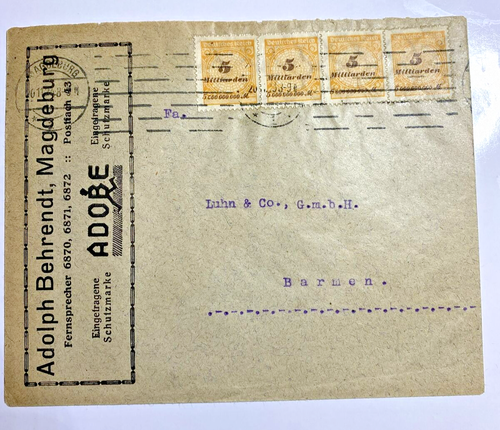 Adolph Behrendt, Magdeburg
Fernsprecher 6870, 6871, 6872 :: Postfach 43
Eingetragene
Schutzmarke
ADOBE
Eingetragene
Schutzmarke
MAGDEBURG
5 5 5 5
Milliarden Milliarden Milliarden Milliarden
Fa.
Luhn & Co., G.m.b.H.
Barmen.